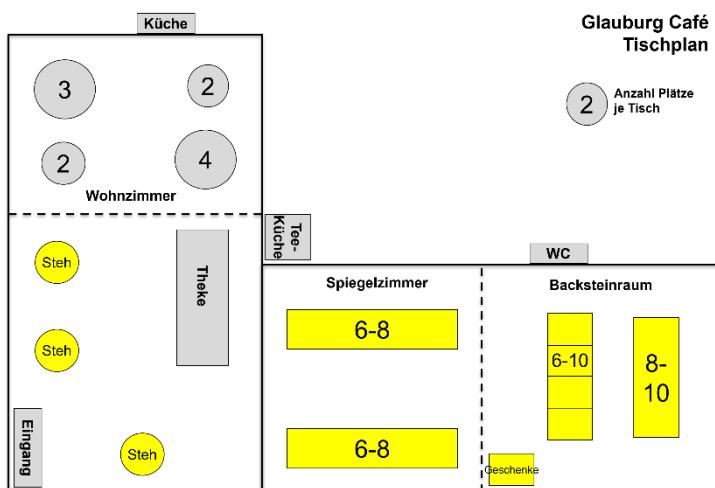 Küche
Glauburg Café
Tischplan
3
2
2
Anzahl Plätze
je Tisch
2
4
Wohnzimmer
Tee-
Küche
Steh
Theke
WC
Spiegelzimmer
Backsteinraum
6-8
Steh
6-10
8-
10
Eingang
Steh
6-8
Geschenke